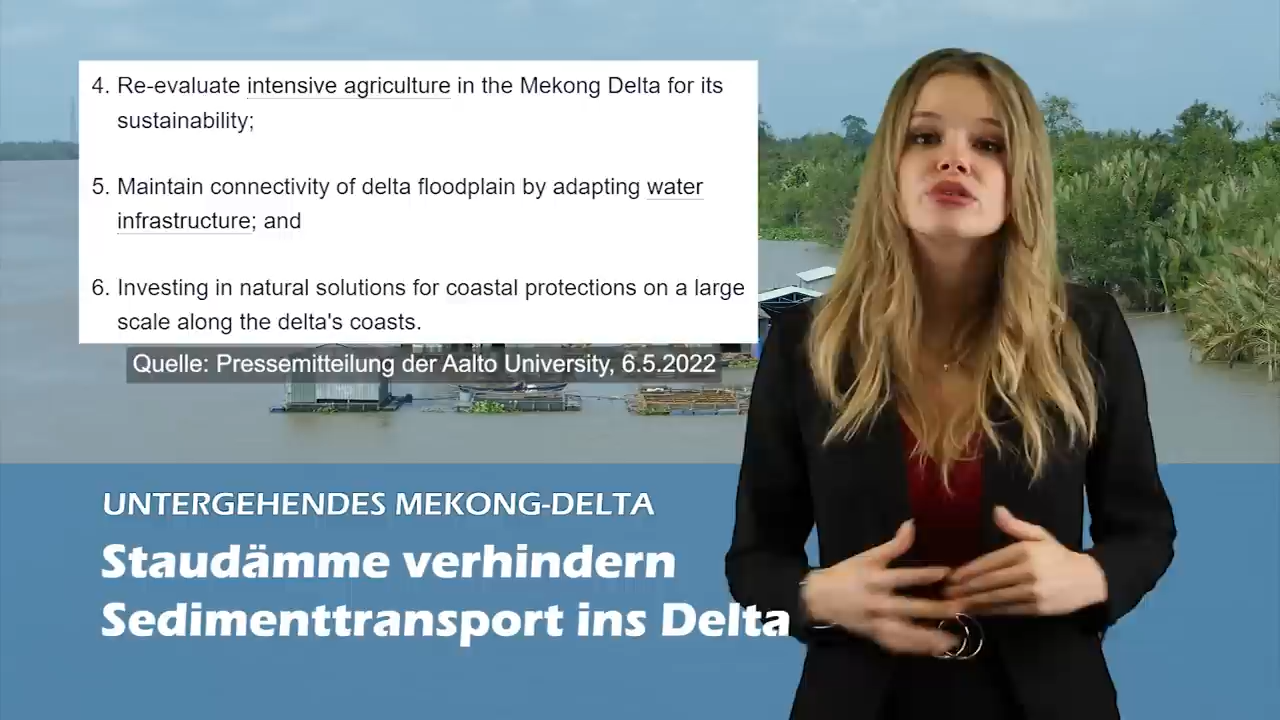 4. Re-evaluate intensive agriculture in the Mekong Delta for its
sustainability;
5. Maintain connectivity of delta floodplain by adapting water
infrastructure; and
6. Investing in natural solutions for coastal protections on a large
scale along the delta's coasts.
Quelle: Pressemitteilung der Aalto University, 6.5.2022
UNTERGEHENDES MEKONG-DELTA
Staudämme verhindern
Sedimenttransport ins Delta